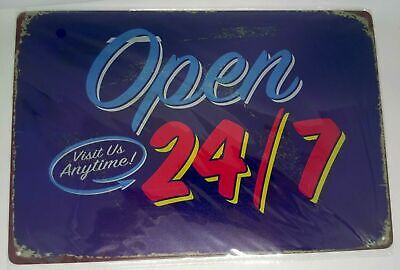 Open
Visit Us
Anytime!
24/7